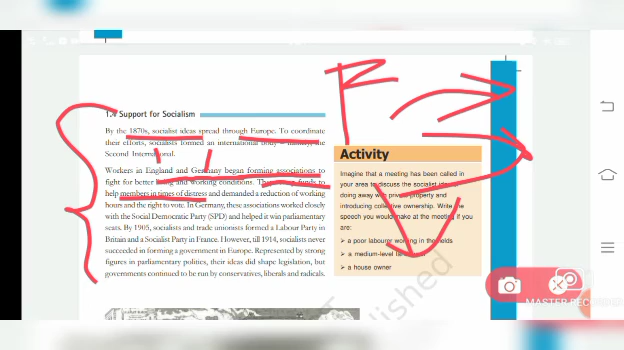 1.4 Support for Socialism
By the 1870s, socialist ideas spread through Europe. To coordinate
their efforts, socialists formed an international body – namely, the
Second International.
Workers in England and Germany began forming associations to
fight for better living and working conditions. They set up funds to
help members in times of distress and demanded a reduction of working
hours and the right to vote. In Germany, these associations worked closely
with the Social Democratic Party (SPD) and helped it win parliamentary
seats. By 1905, socialists and trade unionists formed a Labour Party in
Britain and a Socialist Party in France. However, till 1914, socialists never
succeeded in forming a government in Europe. Represented by strong
figures in parliamentary politics, their ideas did shape legislation, but
governments continued to be run by conservatives, liberals and radicals.
Activity
Imagine that a meeting has been called in
your area to discuss the socialist idea of
doing away with private property and
introducing collective ownership. Write the
speech you would make at the meeting if you
are:
➢ a poor labourer working in the fields
➢ a medium-level
➢ a house owner
MASTER RECORDER